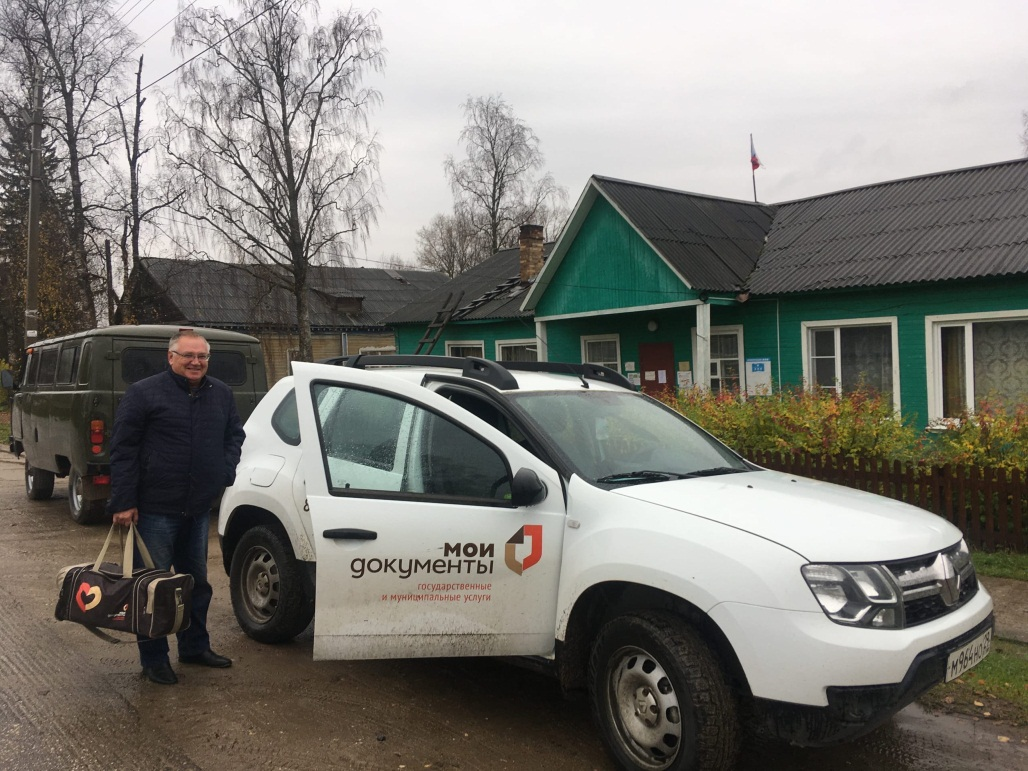 мои
документы
государственные
и муниципальные услуги